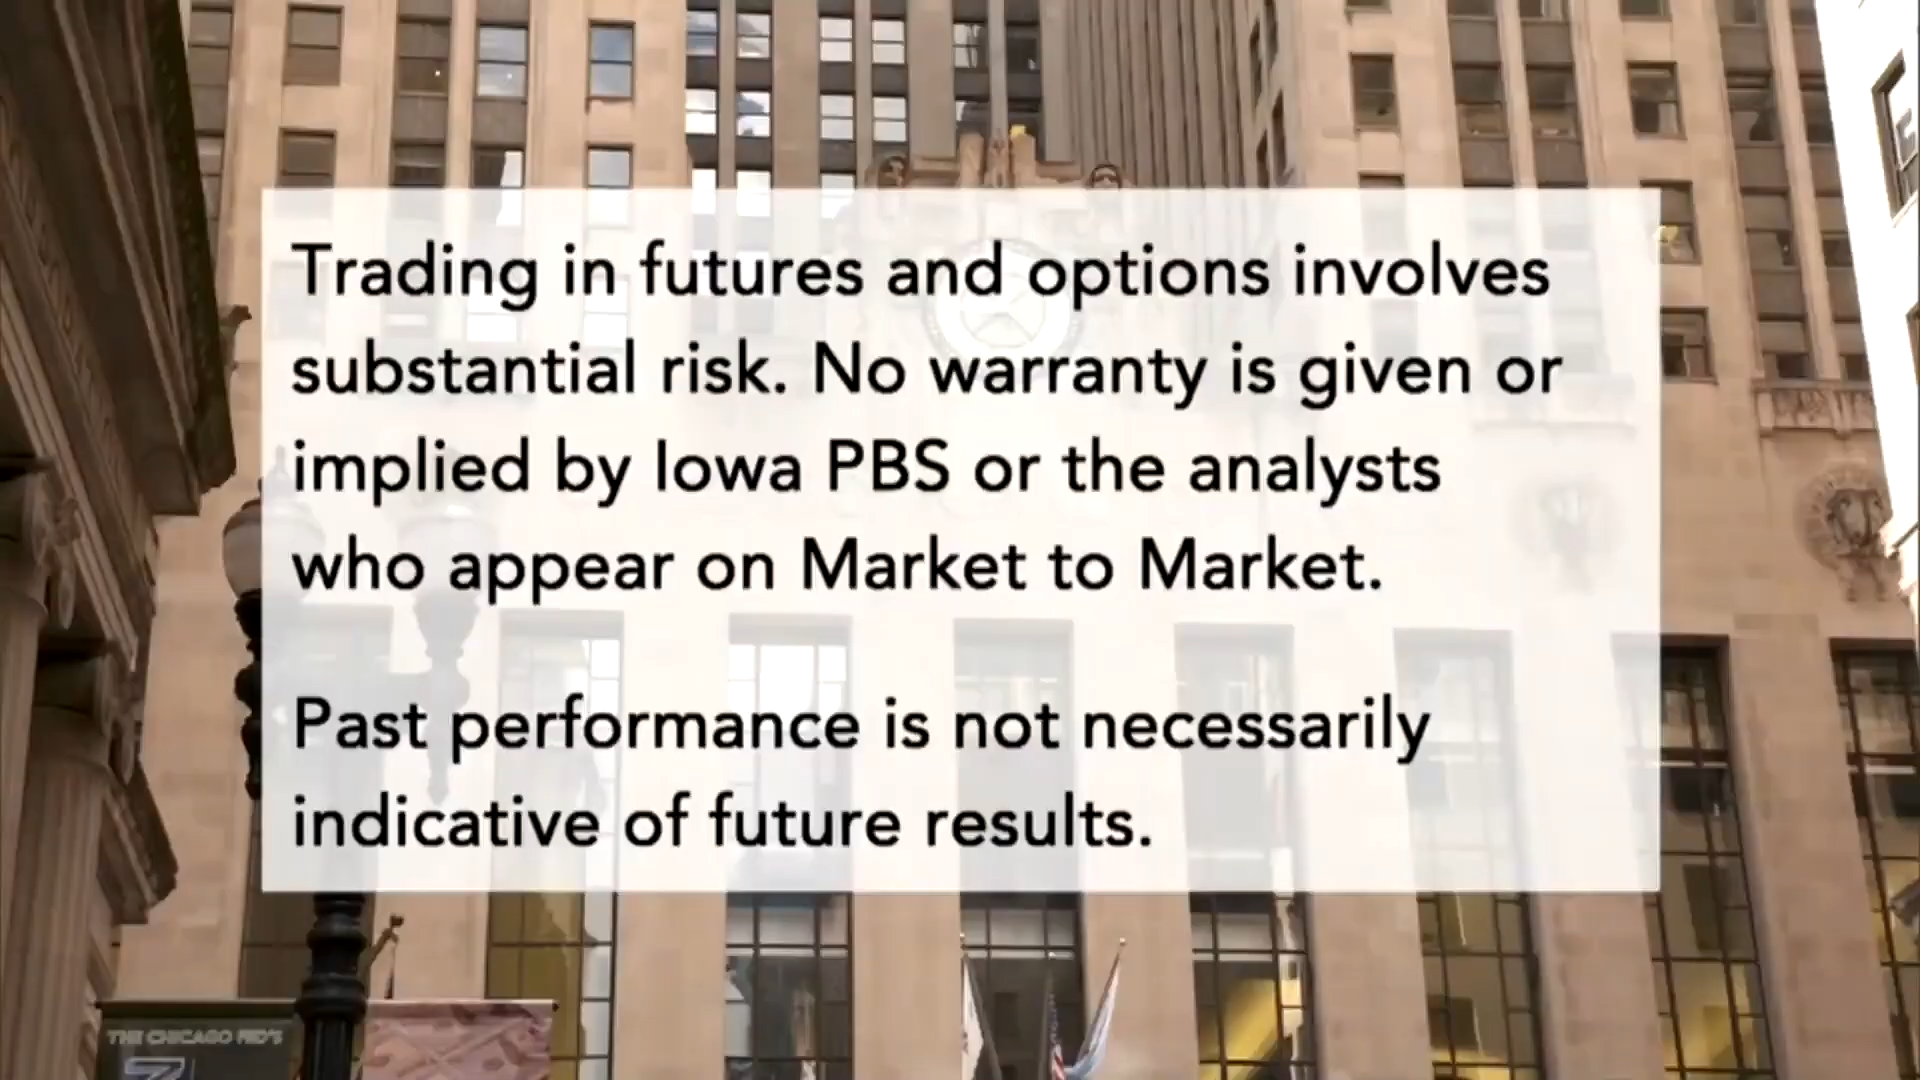 Trading in futures and options involves
substantial risk. No warranty is given or
implied by Iowa PBS or the analysts
who appear on Market to Market.
Past performance is not necessarily
indicative of future results.
THE CHICAGO FED'S